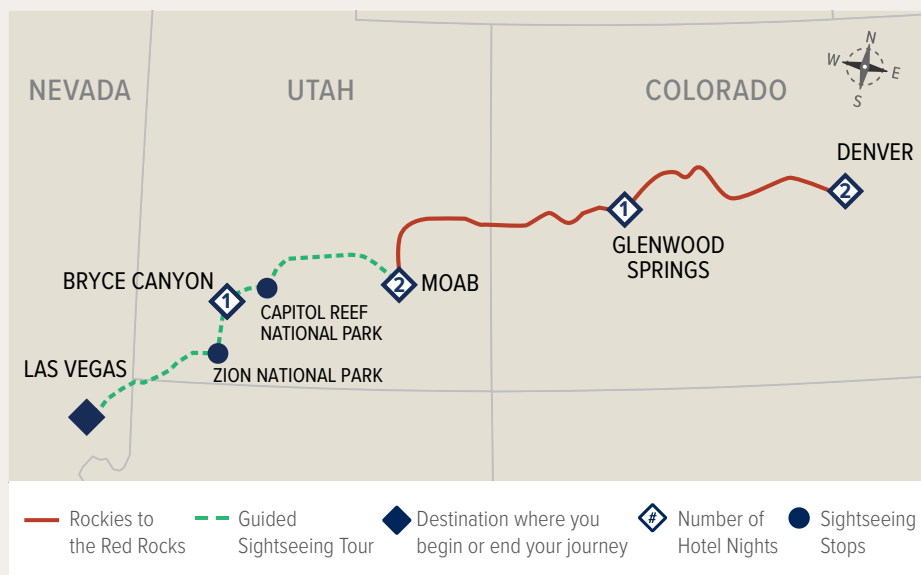 N
W
E
S
NEVADA
UTAH
COLORADO
DENVER
2
1
GLENWOOD
SPRINGS
BRYCE CANYON
1
2
MOAB
CAPITOL REEF
NATIONAL PARK
LAS VEGAS
ZION NATIONAL PARK
Rockies to
the Red Rocks
Guided
Sightseeing Tour
Destination where you
begin or end your journey
#
Number of
Hotel Nights
Sightseeing
Stops